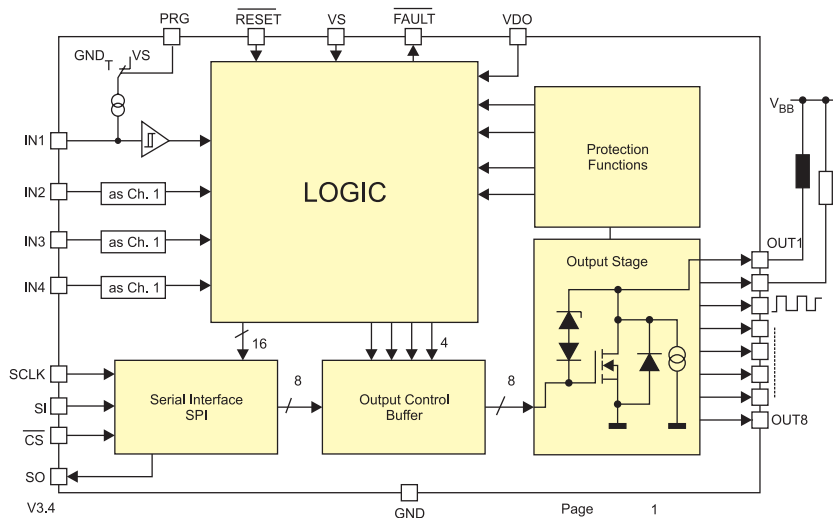 PRG
RESET
VS
FAULT
VDO
GND
T
VS
V_BB
IN1
IN2
as Ch. 1
IN3
as Ch. 1
IN4
as Ch. 1
LOGIC
Protection
Functions
Output Stage
OUT1
16
4
SCLK
SI
CS
SO
Serial Interface
SPI
8
Output Control
Buffer
8
OUT8
V3.4
GND
Page 1